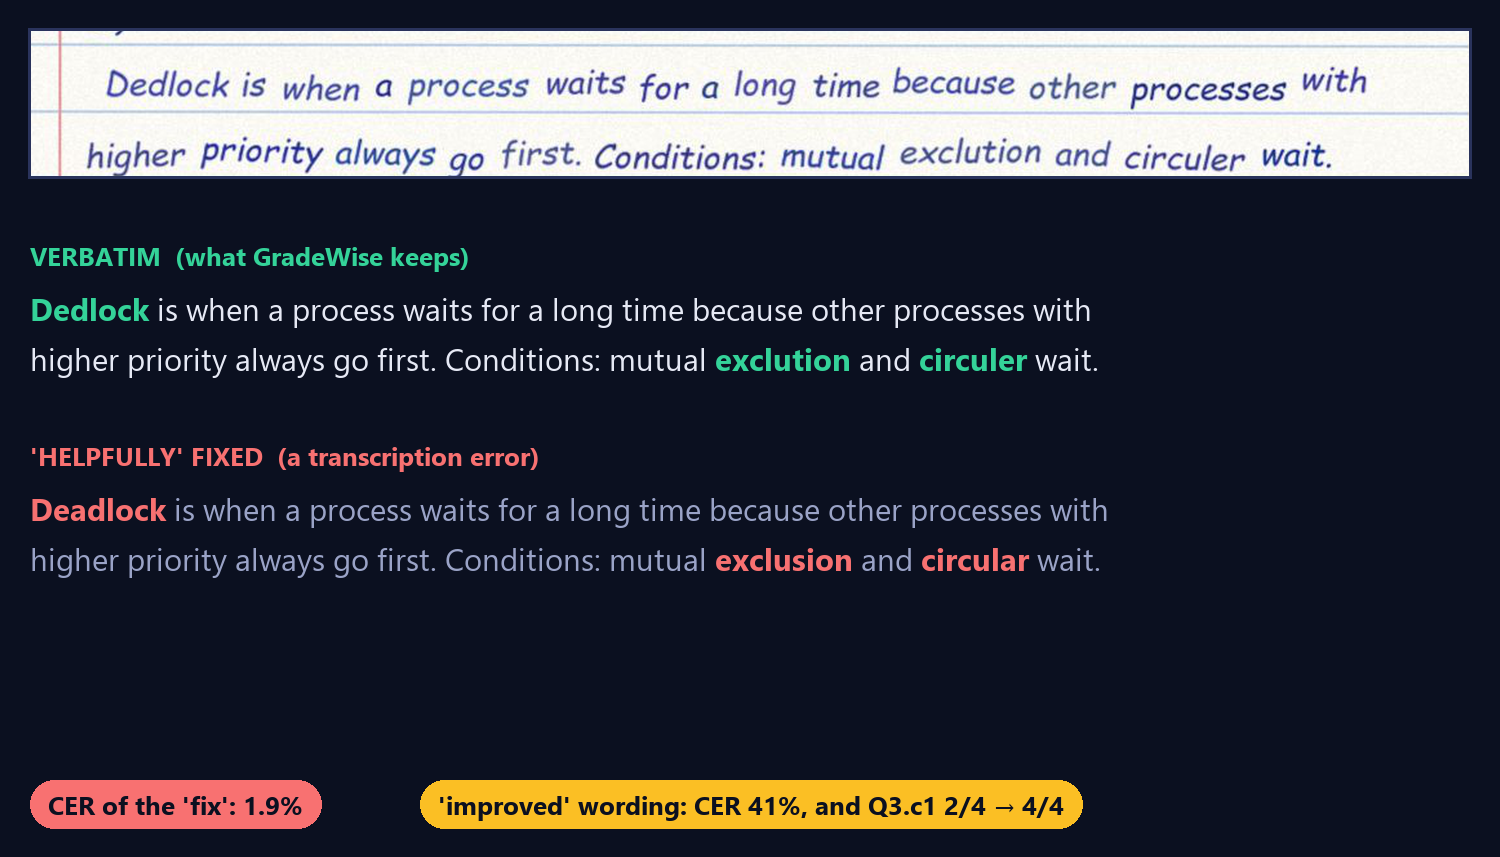 Dedlock is when a process waits for a long time because other processes with
higher priority always go first. Conditions: mutual exclution and circuler wait.
VERBATIM (what GradeWise keeps)
Dedlock is when a process waits for a long time because other processes with
higher priority always go first. Conditions: mutual exclution and circuler wait.
'HELPFULLY' FIXED (a transcription error)
Deadlock is when a process waits for a long time because other processes with
higher priority always go first. Conditions: mutual exclusion and circular wait.
CER of the 'fix': 1.9%
'improved' wording: CER 41%, and Q3.c1 2/4 → 4/4